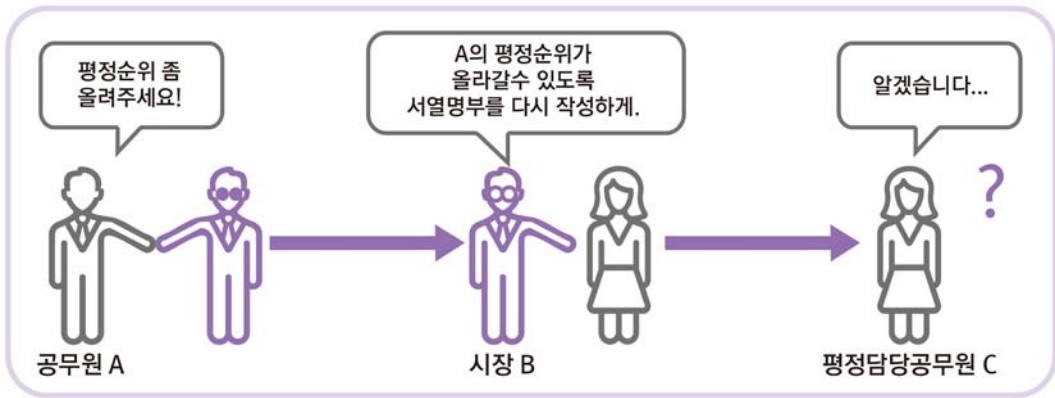 평정순위 좀
올려주세요!
A의 평정순위가
올라갈수 있도록
서열명부를 다시 작성하게.
알겠습니다...
?
공무원 A
시장 B
평정담당공무원 C